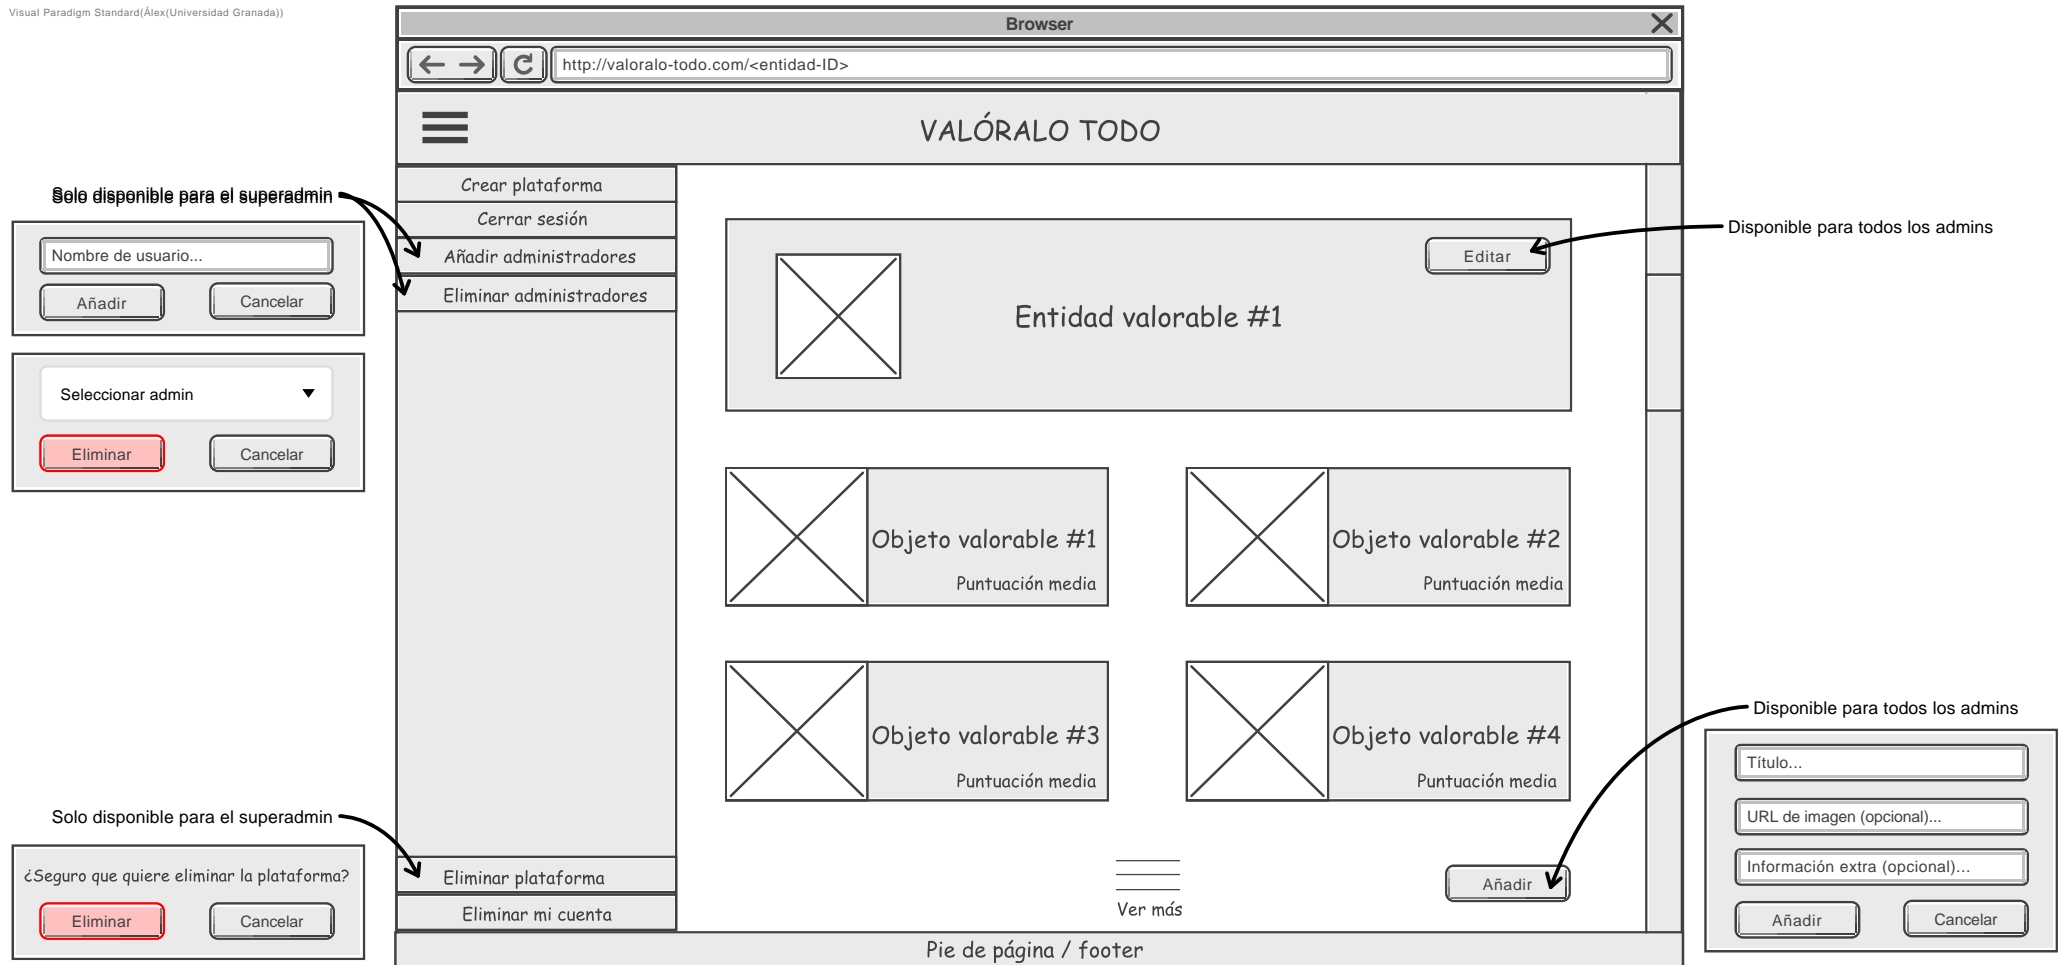 Visual Paradigm Standard(Álex(Universidad Granada))
Browser
http://valoralo-todo.com/<entidad-ID>
VALÓRALO TODO
Solo disponible para el superadmin
Solo disponible para el superadmin
Nombre de usuario...
Añadir
Cancelar
Seleccionar admin
Eliminar
Cancelar
Crear plataforma
Cerrar sesión
Añadir administradores
Eliminar administradores
Disponible para todos los admins
Editar
Entidad valorable #1
Objeto valorable #1
Puntuación media
Objeto valorable #2
Puntuación media
Objeto valorable #3
Puntuación media
Objeto valorable #4
Puntuación media
Solo disponible para el superadmin
¿Seguro que quiere eliminar la plataforma?
Eliminar
Cancelar
Eliminar plataforma
Eliminar mi cuenta
Ver más
Añadir
Disponible para todos los admins
Título...
URL de imagen (opcional)...
Información extra (opcional)...
Añadir
Cancelar
Pie de página / footer